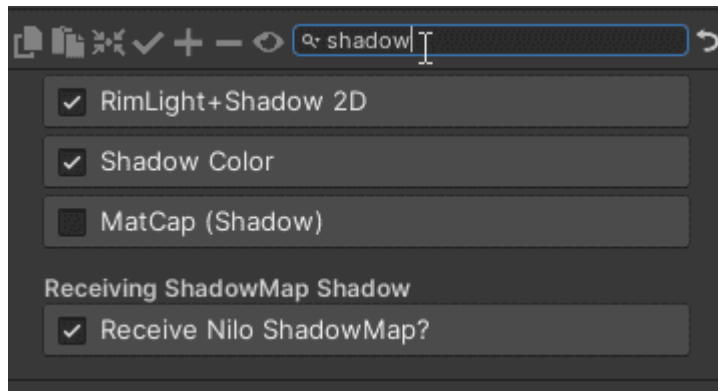 shadow
RimLight+Shadow 2D
Shadow Color
MatCap (Shadow)
Receiving ShadowMap Shadow
Receive Nilo ShadowMap?